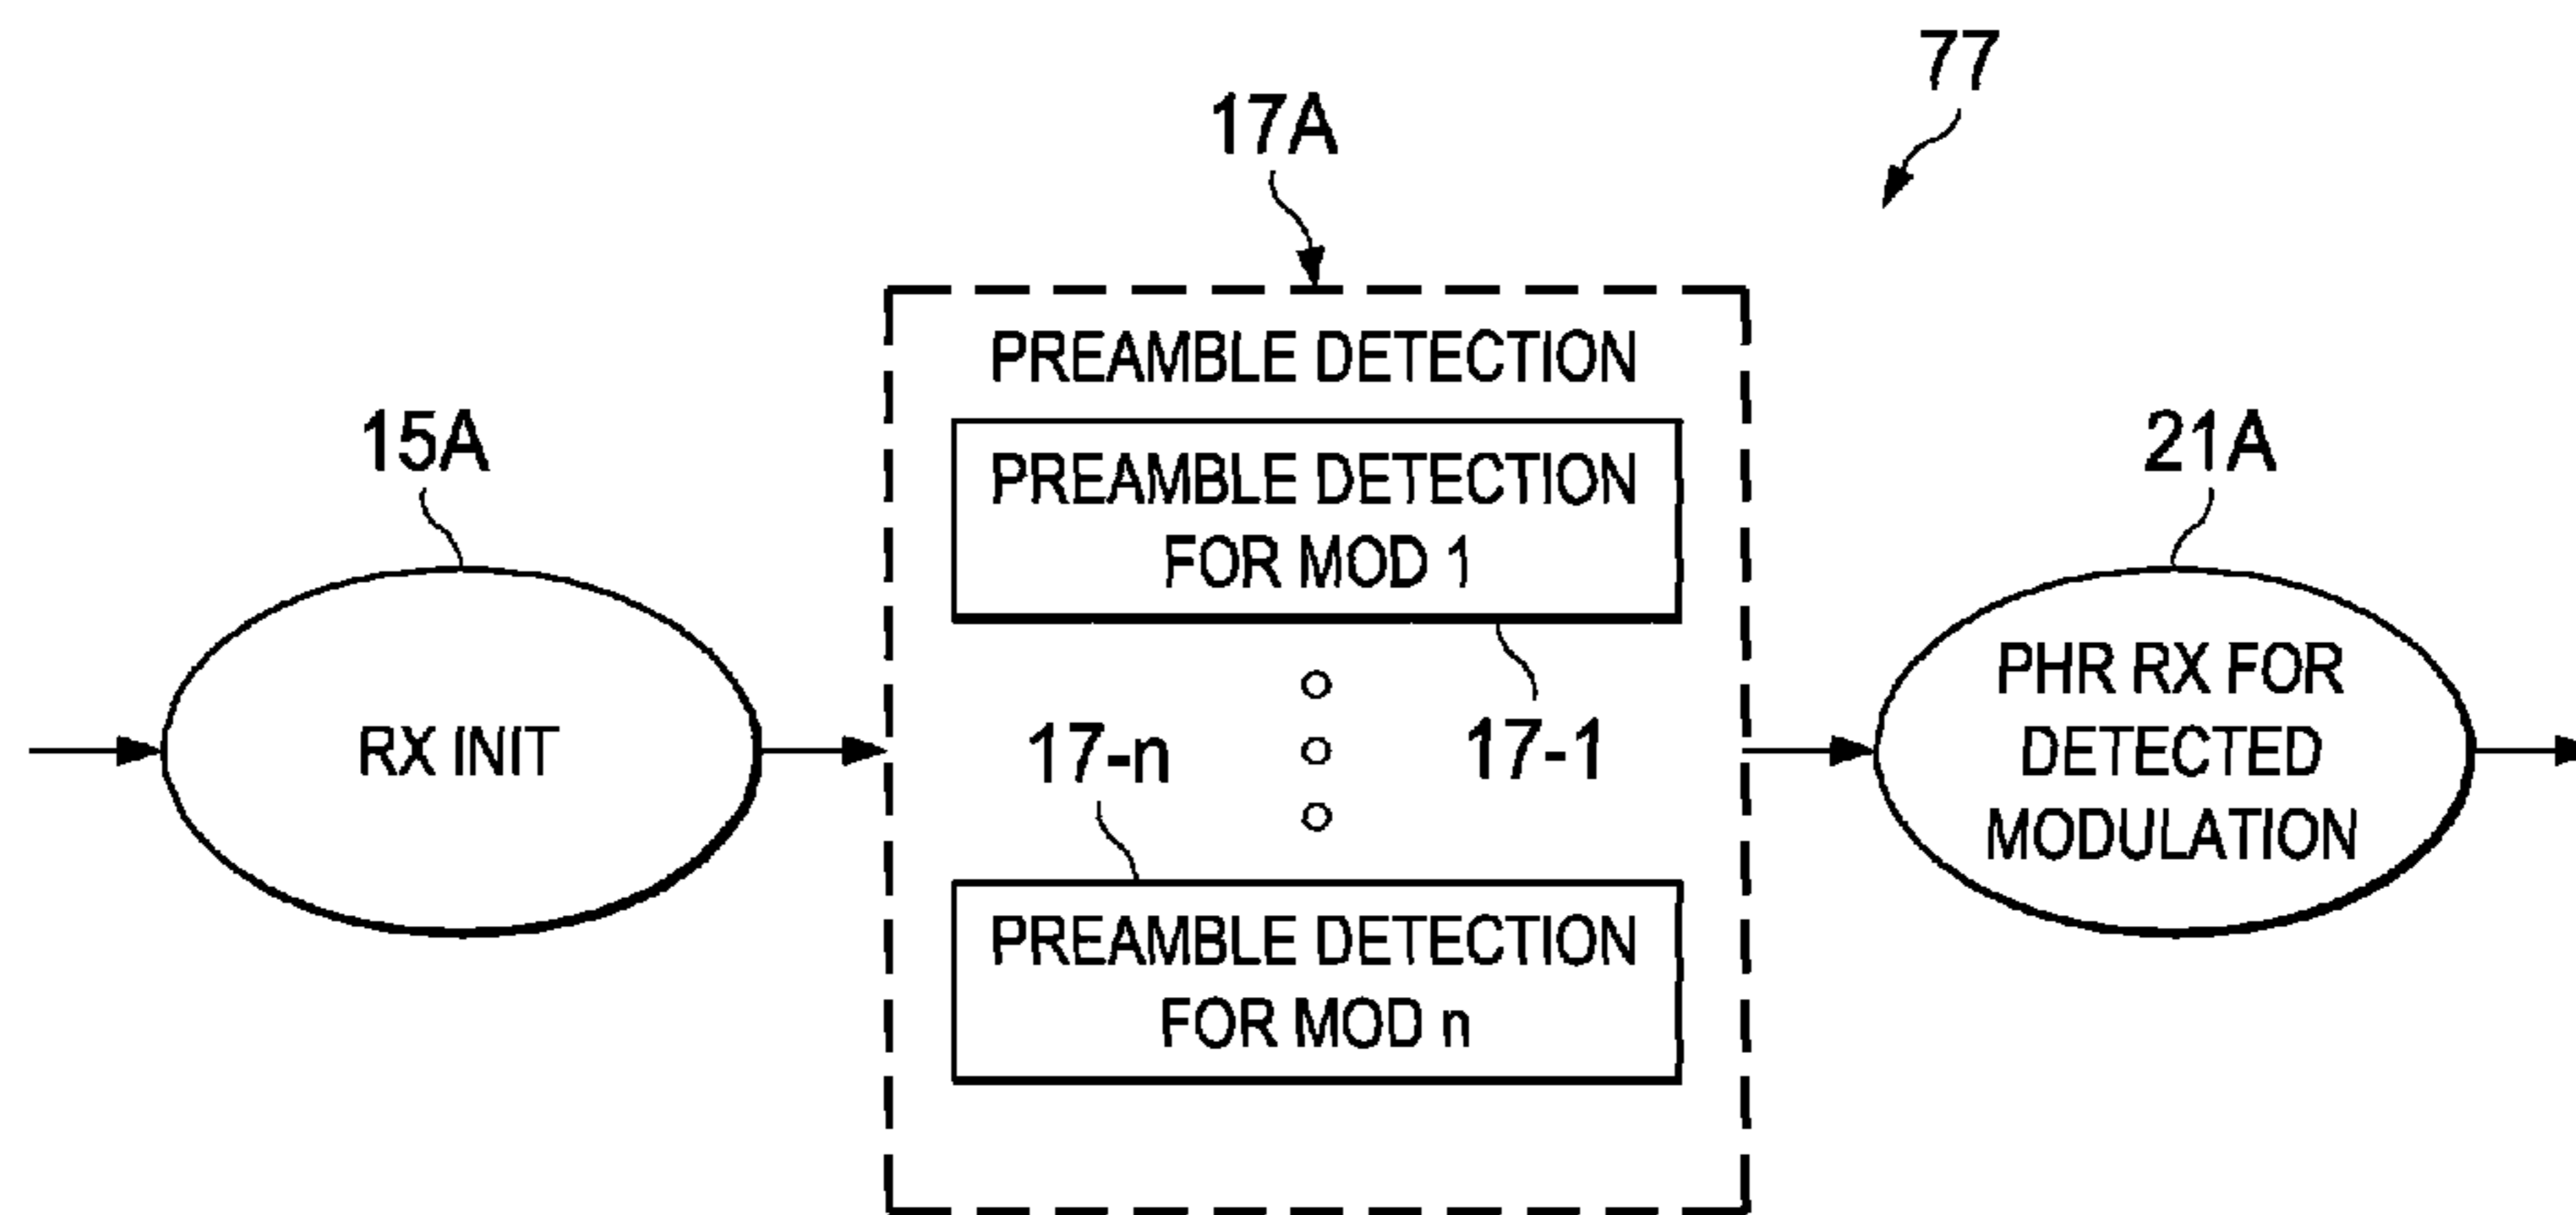 77
17A
PREAMBLE DETECTION
15A
PREAMBLE DETECTION
FOR MOD 1
21A
RX INIT
17-n
17-1
PHR RX FOR
DETECTED
MODULATION
PREAMBLE DETECTION
FOR MOD n